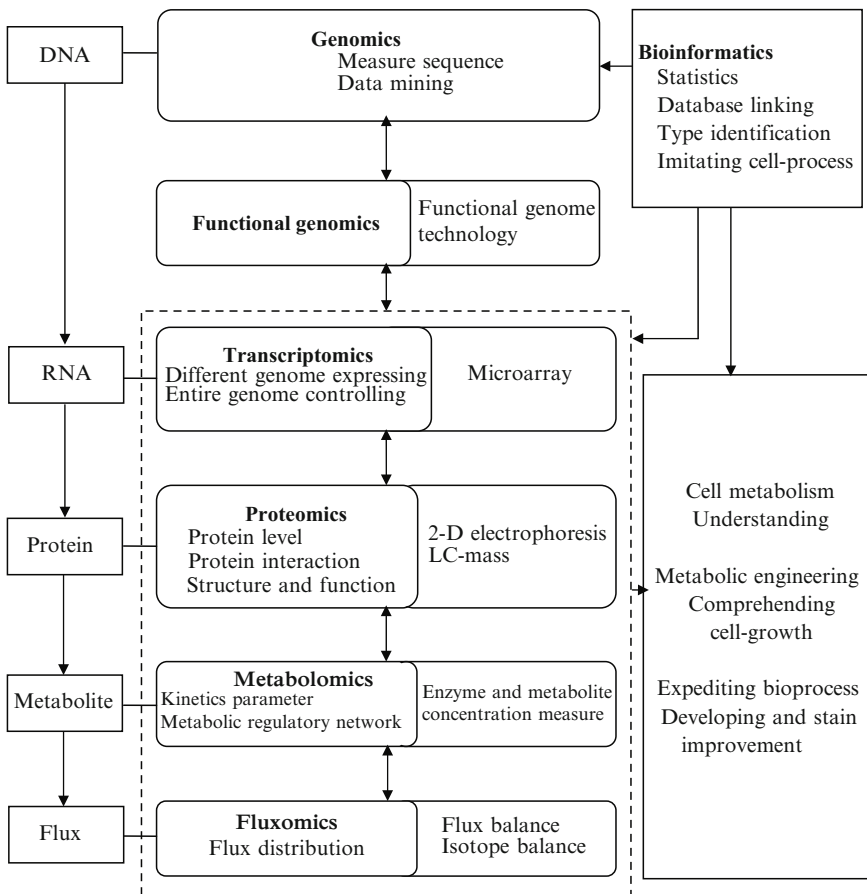 DNA
Genomics
Measure sequence
Data mining
Bioinformatics
Statistics
Database linking
Type identification
Imitating cell-process
Functional genomics
Functional genome
technology
RNA
Transcriptomics
Different genome expressing
Entire genome controlling
Microarray
Protein
Proteomics
Protein level
Protein interaction
Structure and function
2-D electrophoresis
LC-mass
Metabolite
Metabolomics
Kinetics parameter
Metabolic regulatory network
Enzyme and metabolite
concentration measure
Flux
Fluxomics
Flux distribution
Flux balance
Isotope balance
Cell metabolism
Understanding
Metabolic engineering
Comprehending
cell-growth
Expediting bioprocess
Developing and stain
improvement